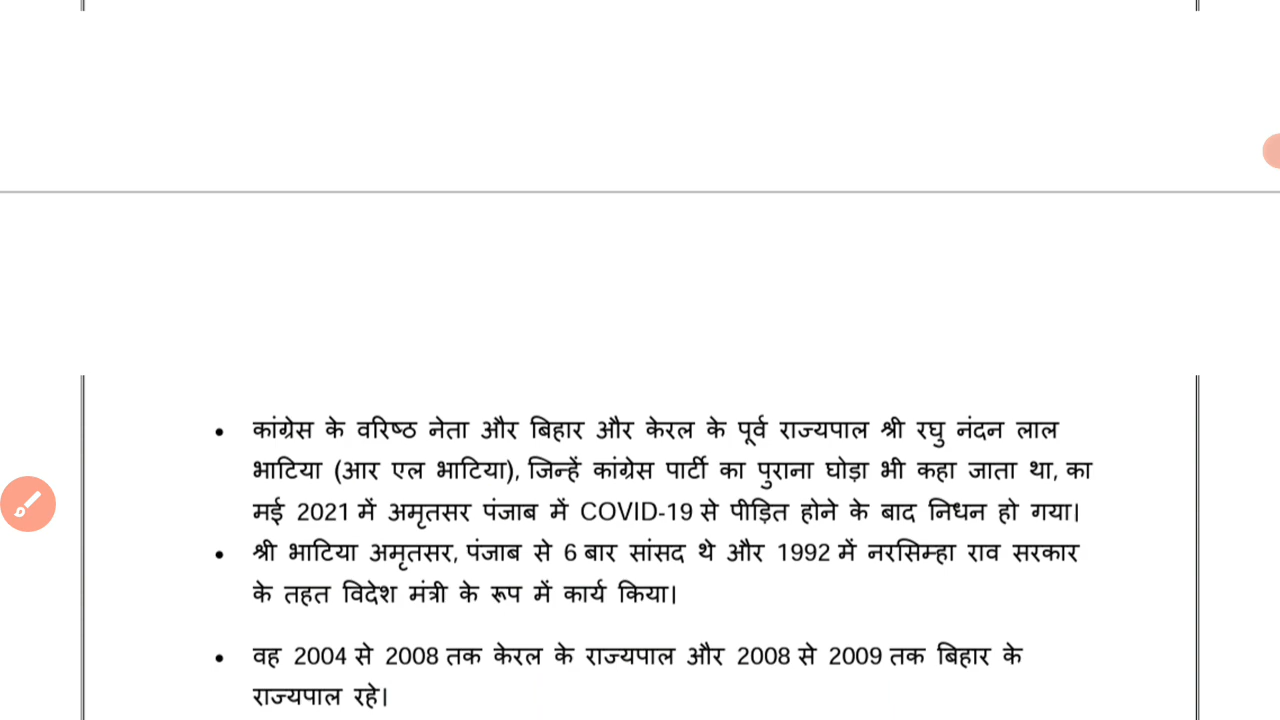 • कांग्रेस के वरिष्ठ नेता और बिहार और केरल के पूर्व राज्यपाल श्री रघु नंदन लाल
भाटिया (आर एल भाटिया), जिन्हें कांग्रेस पार्टी का पुराना घोड़ा भी कहा जाता था, का
मई 2021 में अमृतसर पंजाब में COVID-19 से पीड़ित होने के बाद निधन हो गया।
• श्री भाटिया अमृतसर, पंजाब से 6 बार सांसद थे और 1992 में नरसिम्हा राव सरकार
के तहत विदेश मंत्री के रूप में कार्य किया।
• वह 2004 से 2008 तक केरल के राज्यपाल और 2008 से 2009 तक बिहार के
राज्यपाल रहे।